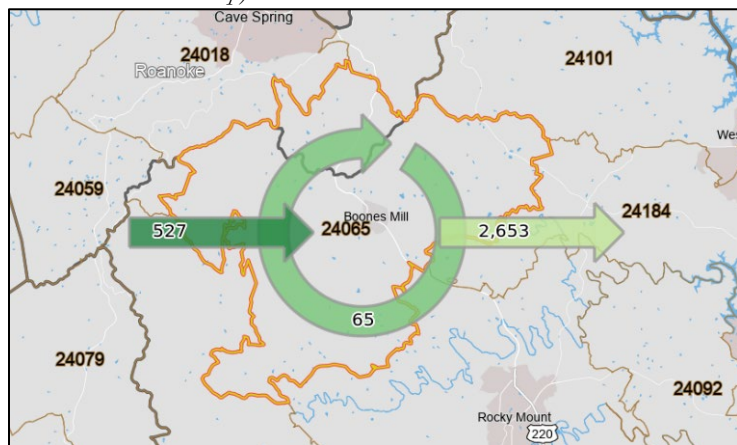 Cave Spring
24018
24101
Roanoke
24059
Boones Mill
24065
24184
527
2,653
65
24079
24092
Rocky Mount
220